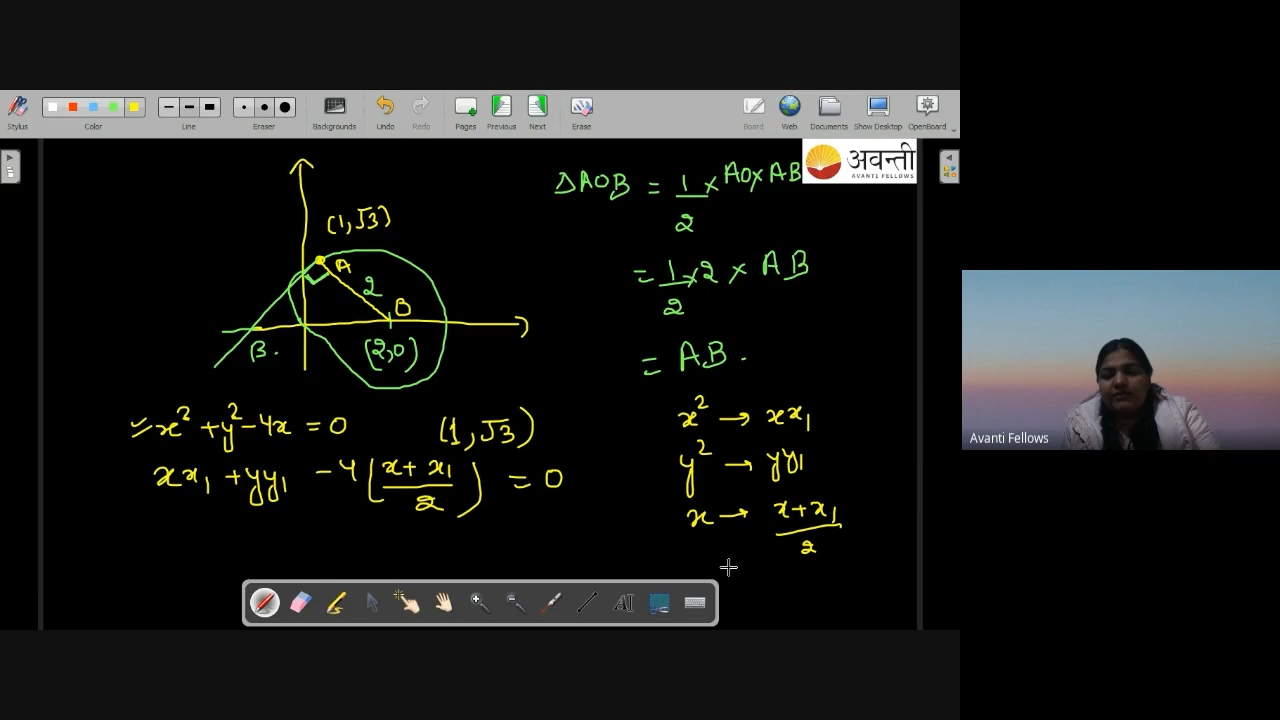 Stylus
Color
Line
Eraser
Backgrounds
Undo
Redo
Pages
Previous
Next
Erase
Board
Web
Documents
Show Desktop
OpenBoard
अवन्ती
AVANTI FELLOWS
(1,√3)
A
2
O
B.
(2,0)
x² + y² - 4x = 0 (1,√3)
xx₁ + yy₁ - 4((x + x₁)/2) = 0
ΔAOB = 1/2 × AO × AB
= 1/2 × 2 × AB
= AB.
x² → xx₁
y² → yy₁
x → (x + x₁)/2
AI
Avanti Fellows